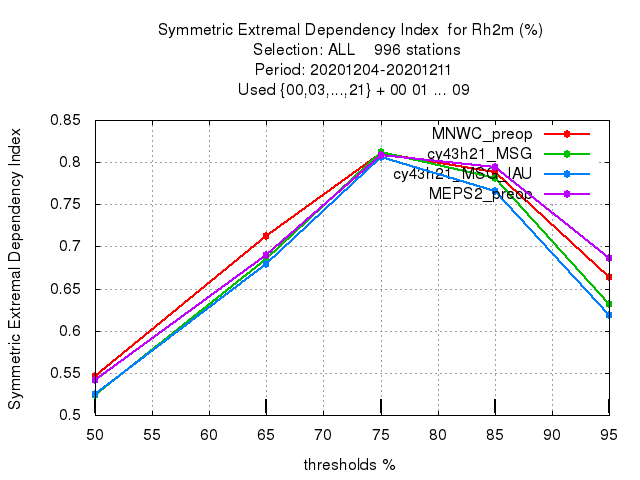 Symmetric Extremal Dependency Index  for Rh2m (%)
Selection: ALL    996 stations
Period: 20201204-20201211
Used {00,03,...,21} + 00 01 ... 09
Symmetric Extremal Dependency Index
0.85
0.8
0.75
0.7
0.65
0.6
0.55
0.5
MNWC_preop
cy43h21_MSG
cy43h21_MSG_IAU
MEPS2_preop
50 55 60 65 70 75 80 85 90 95
thresholds %